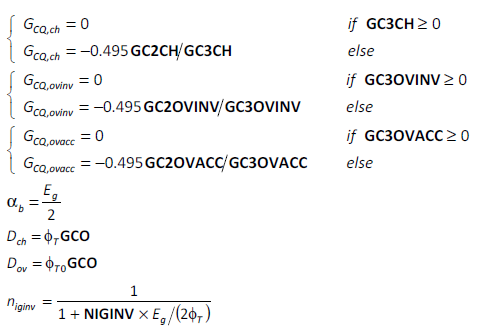 G_CQ,ch = 0 if GC3CH ≥ 0
G_CQ,ch = −0.495 GC2CH/GC3CH else
G_CQ,ovinv = 0 if GC3OVINV ≥ 0
G_CQ,ovinv = −0.495 GC2OVINV/GC3OVINV else
G_CQ,ovacc = 0 if GC3OVACC ≥ 0
G_CQ,ovacc = −0.495 GC2OVACC/GC3OVACC else
α_b = E_g/2
D_ch = ϕ_T GCO
D_ov = ϕ_T0 GCO
n_iginv = 1/(1 + NIGINV × E_g/(2ϕ_T))